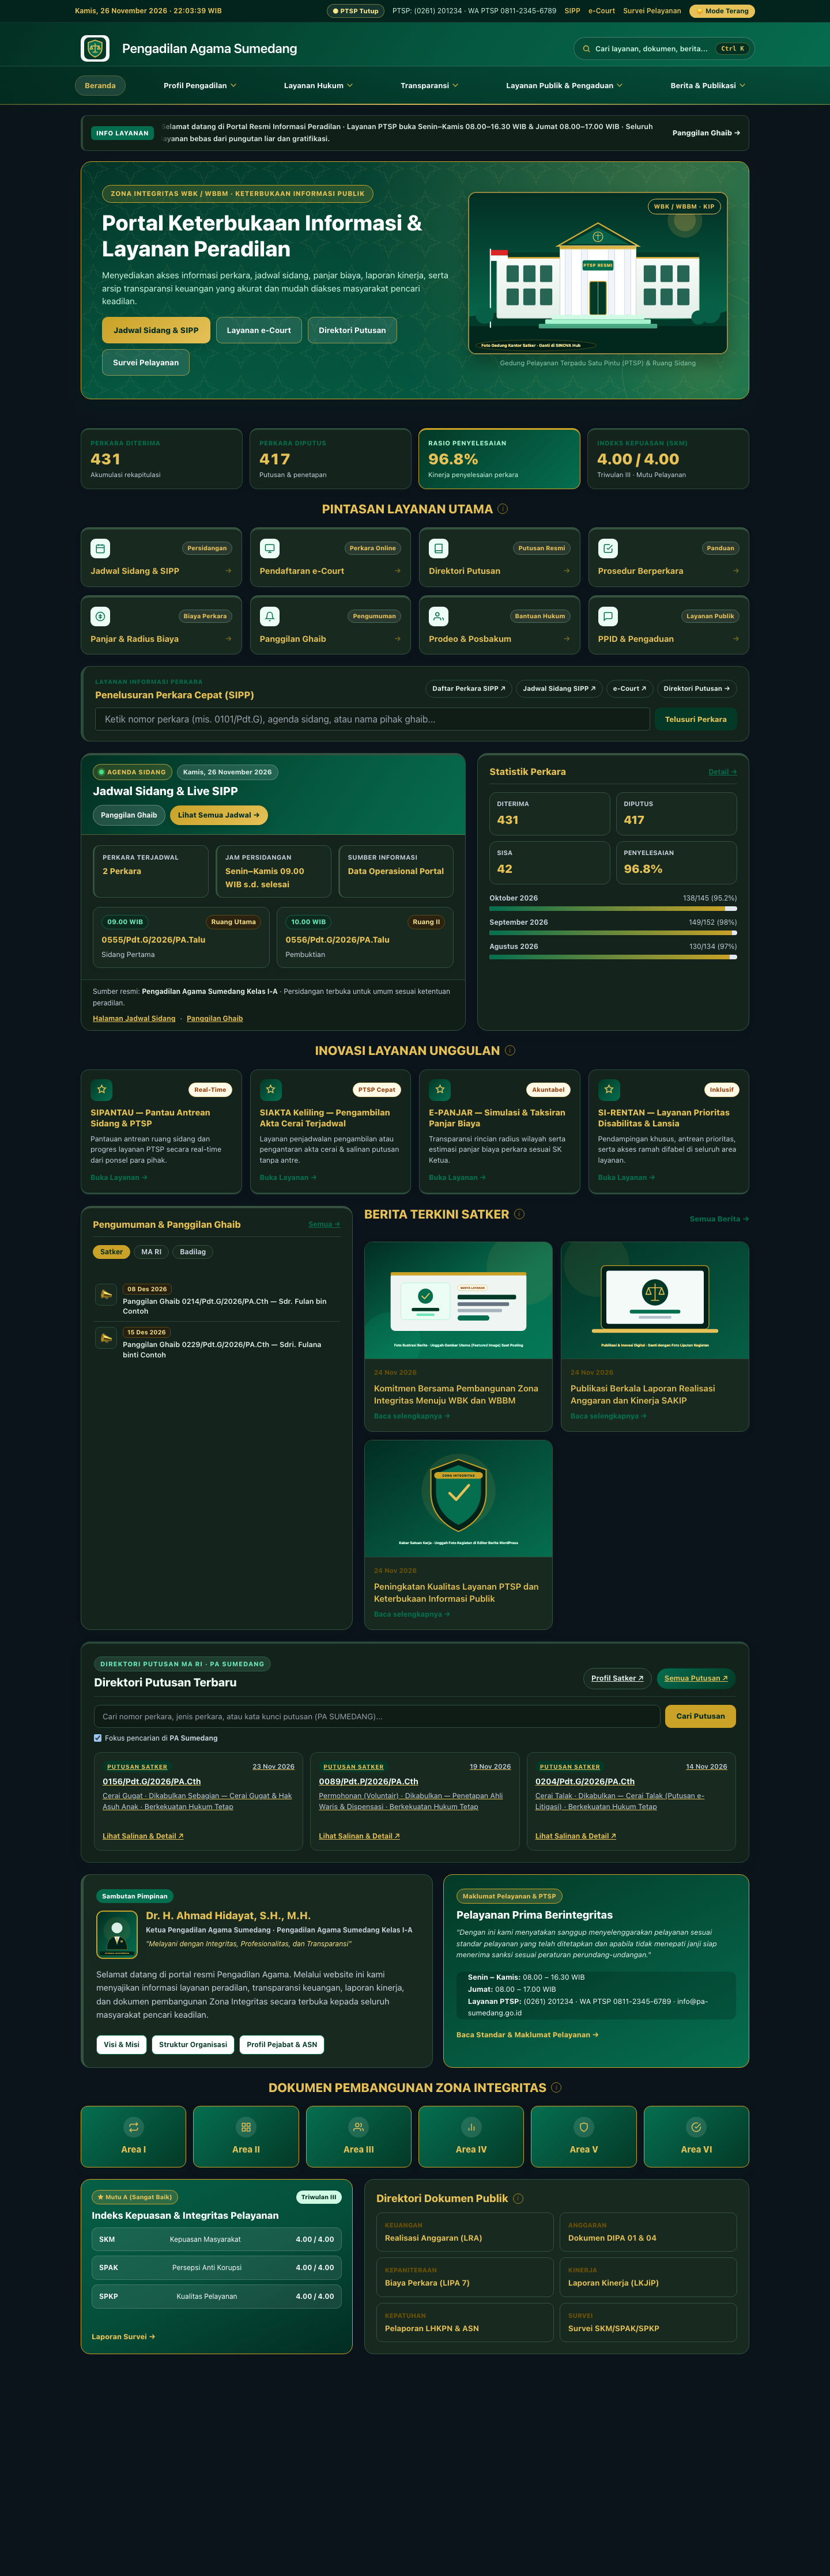 Kamis, 26 November 2026 · 22:03:39 WIB
PTSP Tutup
PTSP: (0261) 201234 · WA PTSP 0811-2345-6789
SIPP
e-Court
Survei Pelayanan
Mode Terang
Pengadilan Agama Sumedang
Cari layanan, dokumen, berita...
Ctrl K
Beranda
Profil Pengadilan
Layanan Hukum
Transparansi
Layanan Publik & Pengaduan
Berita & Publikasi
INFO LAYANAN
Selamat datang di Portal Resmi Informasi Peradilan · Layanan PTSP buka Senin–Kamis 08.00–16.30 WIB & Jumat 08.00–17.00 WIB · Seluruh
layanan bebas dari pungutan liar dan gratifikasi.
Panggilan Ghaib →
ZONA INTEGRITAS WBK / WBBM · KETERBUKAAN INFORMASI PUBLIK
Portal Keterbukaan Informasi &
Layanan Peradilan
Menyediakan akses informasi perkara, jadwal sidang, panjar biaya, laporan kinerja, serta
arsip transparansi keuangan yang akurat dan mudah diakses masyarakat pencari
keadilan.
Jadwal Sidang & SIPP
Layanan e-Court
Direktori Putusan
Survei Pelayanan
WBK / WBBM · KIP
PTSP RESMI
Foto Gedung Kantor Satker · Ganti di SINOVA Hub
Gedung Pelayanan Terpadu Satu Pintu (PTSP) & Ruang Sidang
PERKARA DITERIMA
431
Akumulasi rekapitulasi
PERKARA DIPUTUS
417
Putusan & penetapan
RASIO PENYELESAIAN
96.8%
Kinerja penyelesaian perkara
INDEKS KEPUASAN (SKM)
4.00 / 4.00
Triwulan III · Mutu Pelayanan
PINTASAN LAYANAN UTAMA
Persidangan
Jadwal Sidang & SIPP →
Perkara Online
Pendaftaran e-Court →
Putusan Resmi
Direktori Putusan →
Panduan
Prosedur Berperkara →
Biaya Perkara
Panjar & Radius Biaya →
Pengumuman
Panggilan Ghaib →
Bantuan Hukum
Prodeo & Posbakum →
Layanan Publik
PPID & Pengaduan →
LAYANAN INFORMASI PERKARA
Penelusuran Perkara Cepat (SIPP)
Daftar Perkara SIPP ↗
Jadwal Sidang SIPP ↗
e-Court ↗
Direktori Putusan →
Ketik nomor perkara (mis. 0101/Pdt.G), agenda sidang, atau nama pihak ghaib...
Telusuri Perkara
AGENDA SIDANG
Kamis, 26 November 2026
Jadwal Sidang & Live SIPP
Panggilan Ghaib
Lihat Semua Jadwal →
PERKARA TERJADWAL
2 Perkara
JAM PERSIDANGAN
Senin–Kamis 09.00
WIB s.d. selesai
SUMBER INFORMASI
Data Operasional Portal
09.00 WIB
Ruang Utama
0555/Pdt.G/2026/PA.Talu
Sidang Pertama
10.00 WIB
Ruang II
0556/Pdt.G/2026/PA.Talu
Pembuktian
Sumber resmi: Pengadilan Agama Sumedang Kelas I-A · Persidangan terbuka untuk umum sesuai ketentuan
peradilan.
Halaman Jadwal Sidang · Panggilan Ghaib
Statistik Perkara
Detail →
DITERIMA
431
DIPUTUS
417
SISA
42
PENYELESAIAN
96.8%
Oktober 2026
138/145 (95.2%)
September 2026
149/152 (98%)
Agustus 2026
130/134 (97%)
INOVASI LAYANAN UNGGULAN
Real-Time
SIPANTAU — Pantau Antrean
Sidang & PTSP
Pantauan antrean ruang sidang dan
progres layanan PTSP secara real-time
dari ponsel para pihak.
Buka Layanan →
PTSP Cepat
SIAKTA Keliling — Pengambilan
Akta Cerai Terjadwal
Layanan penjadwalan pengambilan atau
pengantaran akta cerai & salinan putusan
tanpa antre.
Buka Layanan →
Akuntabel
E-PANJAR — Simulasi & Taksiran
Panjar Biaya
Transparansi rincian radius wilayah serta
estimasi panjar biaya perkara sesuai SK
Ketua.
Buka Layanan →
Inklusif
SI-RENTAN — Layanan Prioritas
Disabilitas & Lansia
Pendampingan khusus, antrean prioritas,
serta akses ramah difabel di seluruh area
layanan.
Buka Layanan →
Pengumuman & Panggilan Ghaib
Semua →
Satker
MA RI
Badilag
08 Des 2026
Panggilan Ghaib 0214/Pdt.G/2026/PA.Cth — Sdr. Fulan bin
Contoh
15 Des 2026
Panggilan Ghaib 0229/Pdt.G/2026/PA.Cth — Sdri. Fulana
binti Contoh
BERITA TERKINI SATKER
Semua Berita →
BERITA LAYANAN
Foto Ilustrasi Berita · Unggah Gambar Utama (Featured Image) Saat Posting
24 Nov 2026
Komitmen Bersama Pembangunan Zona
Integritas Menuju WBK dan WBBM
Baca selengkapnya →
Publikasi & Inovasi Digital · Ganti dengan Foto Liputan Kegiatan
24 Nov 2026
Publikasi Berkala Laporan Realisasi
Anggaran dan Kinerja SAKIP
Baca selengkapnya →
ZONA INTEGRITAS
Kabar Satuan Kerja · Unggah Foto Kegiatan di Editor Berita WordPress
24 Nov 2026
Peningkatan Kualitas Layanan PTSP dan
Keterbukaan Informasi Publik
Baca selengkapnya →
DIREKTORI PUTUSAN MA RI · PA SUMEDANG
Direktori Putusan Terbaru
Profil Satker ↗
Semua Putusan ↗
Cari nomor perkara, jenis perkara, atau kata kunci putusan (PA SUMEDANG)...
Cari Putusan
Fokus pencarian di PA Sumedang
PUTUSAN SATKER
23 Nov 2026
0156/Pdt.G/2026/PA.Cth
Cerai Gugat · Dikabulkan Sebagian — Cerai Gugat & Hak
Asuh Anak · Berkekuatan Hukum Tetap
Lihat Salinan & Detail ↗
PUTUSAN SATKER
19 Nov 2026
0089/Pdt.P/2026/PA.Cth
Permohonan (Voluntair) · Dikabulkan — Penetapan Ahli
Waris & Dispensasi · Berkekuatan Hukum Tetap
Lihat Salinan & Detail ↗
PUTUSAN SATKER
14 Nov 2026
0204/Pdt.G/2026/PA.Cth
Cerai Talak · Dikabulkan — Cerai Talak (Putusan e-
Litigasi) · Berkekuatan Hukum Tetap
Lihat Salinan & Detail ↗
Sambutan Pimpinan
Dr. H. Ahmad Hidayat, S.H., M.H.
Ketua Pengadilan Agama Sumedang · Pengadilan Agama Sumedang Kelas I-A
"Melayani dengan Integritas, Profesionalitas, dan Transparansi"
Selamat datang di portal resmi Pengadilan Agama. Melalui website ini kami
menyajikan informasi layanan peradilan, transparansi keuangan, laporan kinerja,
dan dokumen pembangunan Zona Integritas secara terbuka kepada seluruh
masyarakat pencari keadilan.
Visi & Misi
Struktur Organisasi
Profil Pejabat & ASN
Maklumat Pelayanan & PTSP
Pelayanan Prima Berintegritas
"Dengan ini kami menyatakan sanggup menyelenggarakan pelayanan sesuai
standar pelayanan yang telah ditetapkan dan apabila tidak menepati janji siap
menerima sanksi sesuai peraturan perundang-undangan."
Senin – Kamis: 08.00 – 16.30 WIB
Jumat: 08.00 – 17.00 WIB
Layanan PTSP: (0261) 201234 · WA PTSP 0811-2345-6789 · info@pa-
sumedang.go.id
Baca Standar & Maklumat Pelayanan →
DOKUMEN PEMBANGUNAN ZONA INTEGRITAS
Area I
Area II
Area III
Area IV
Area V
Area VI
★ Mutu A (Sangat Baik)
Triwulan III
Indeks Kepuasan & Integritas Pelayanan
SKM
Kepuasan Masyarakat
4.00 / 4.00
SPAK
Persepsi Anti Korupsi
4.00 / 4.00
SPKP
Kualitas Pelayanan
4.00 / 4.00
Laporan Survei →
Direktori Dokumen Publik
KEUANGAN
Realisasi Anggaran (LRA)
ANGGARAN
Dokumen DIPA 01 & 04
KEPANITERAAN
Biaya Perkara (LIPA 7)
KINERJA
Laporan Kinerja (LKJiP)
KEPATUHAN
Pelaporan LHKPN & ASN
SURVEI
Survei SKM/SPAK/SPKP